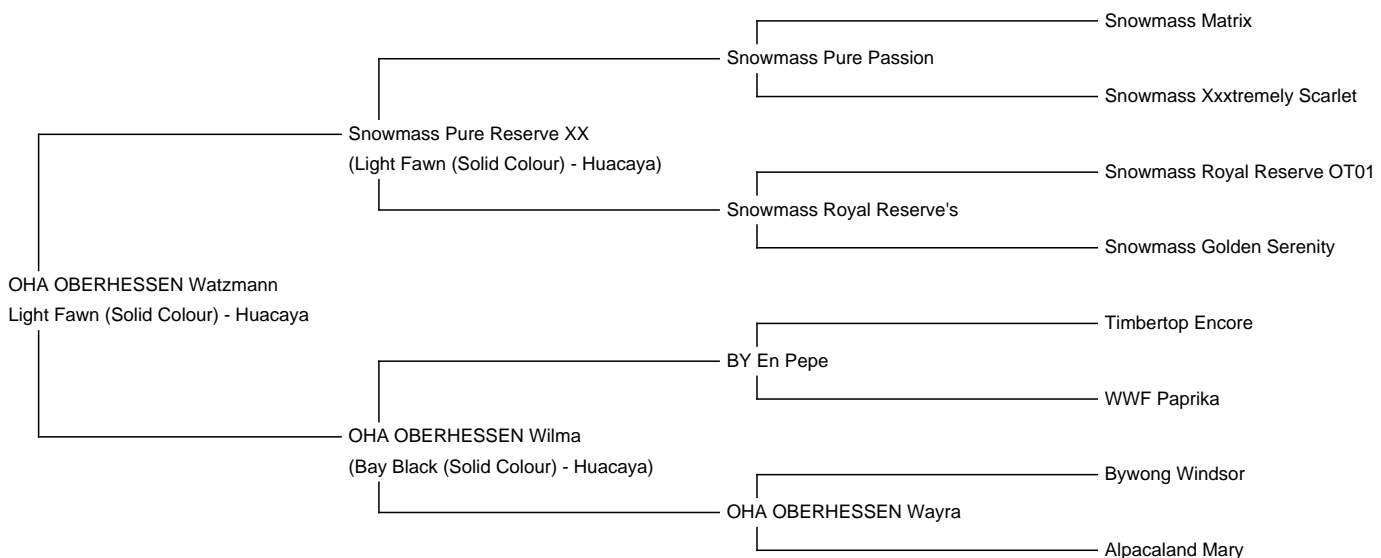 Snowmass Matrix
Snowmass Pure Passion
Snowmass Xxxtremely Scarlet
Snowmass Pure Reserve XX
(Light Fawn (Solid Colour) - Huacaya)
Snowmass Royal Reserve OT01
Snowmass Royal Reserve's
Snowmass Golden Serenity
OHA OBERHESSEN Watzmann
Light Fawn (Solid Colour) - Huacaya
Timbertop Encore
BY En Pepe
WWF Paprika
OHA OBERHESSEN Wilma
(Bay Black (Solid Colour) - Huacaya)
Bywong Windsor
OHA OBERHESSEN Wayra
Alpacaland Mary